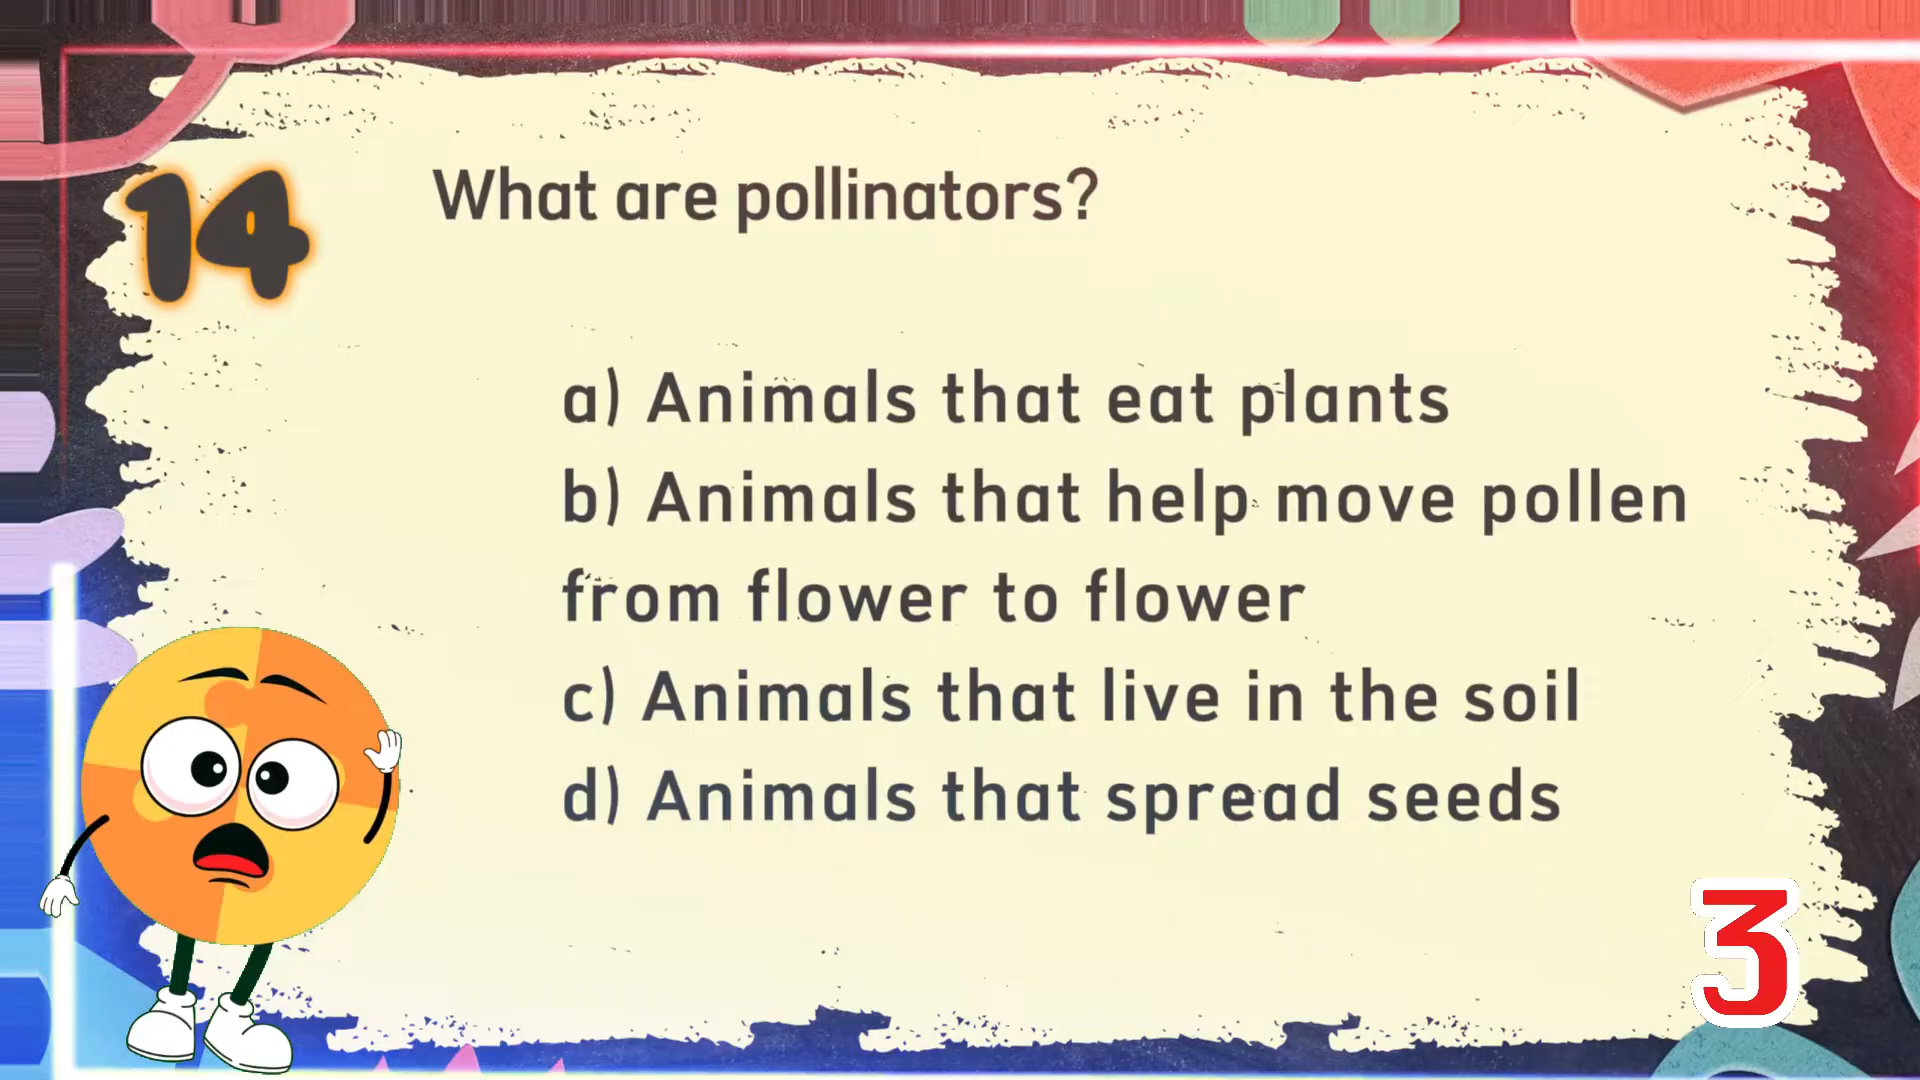 14
What are pollinators?
a) Animals that eat plants
b) Animals that help move pollen
from flower to flower
c) Animals that live in the soil
d) Animals that spread seeds
3